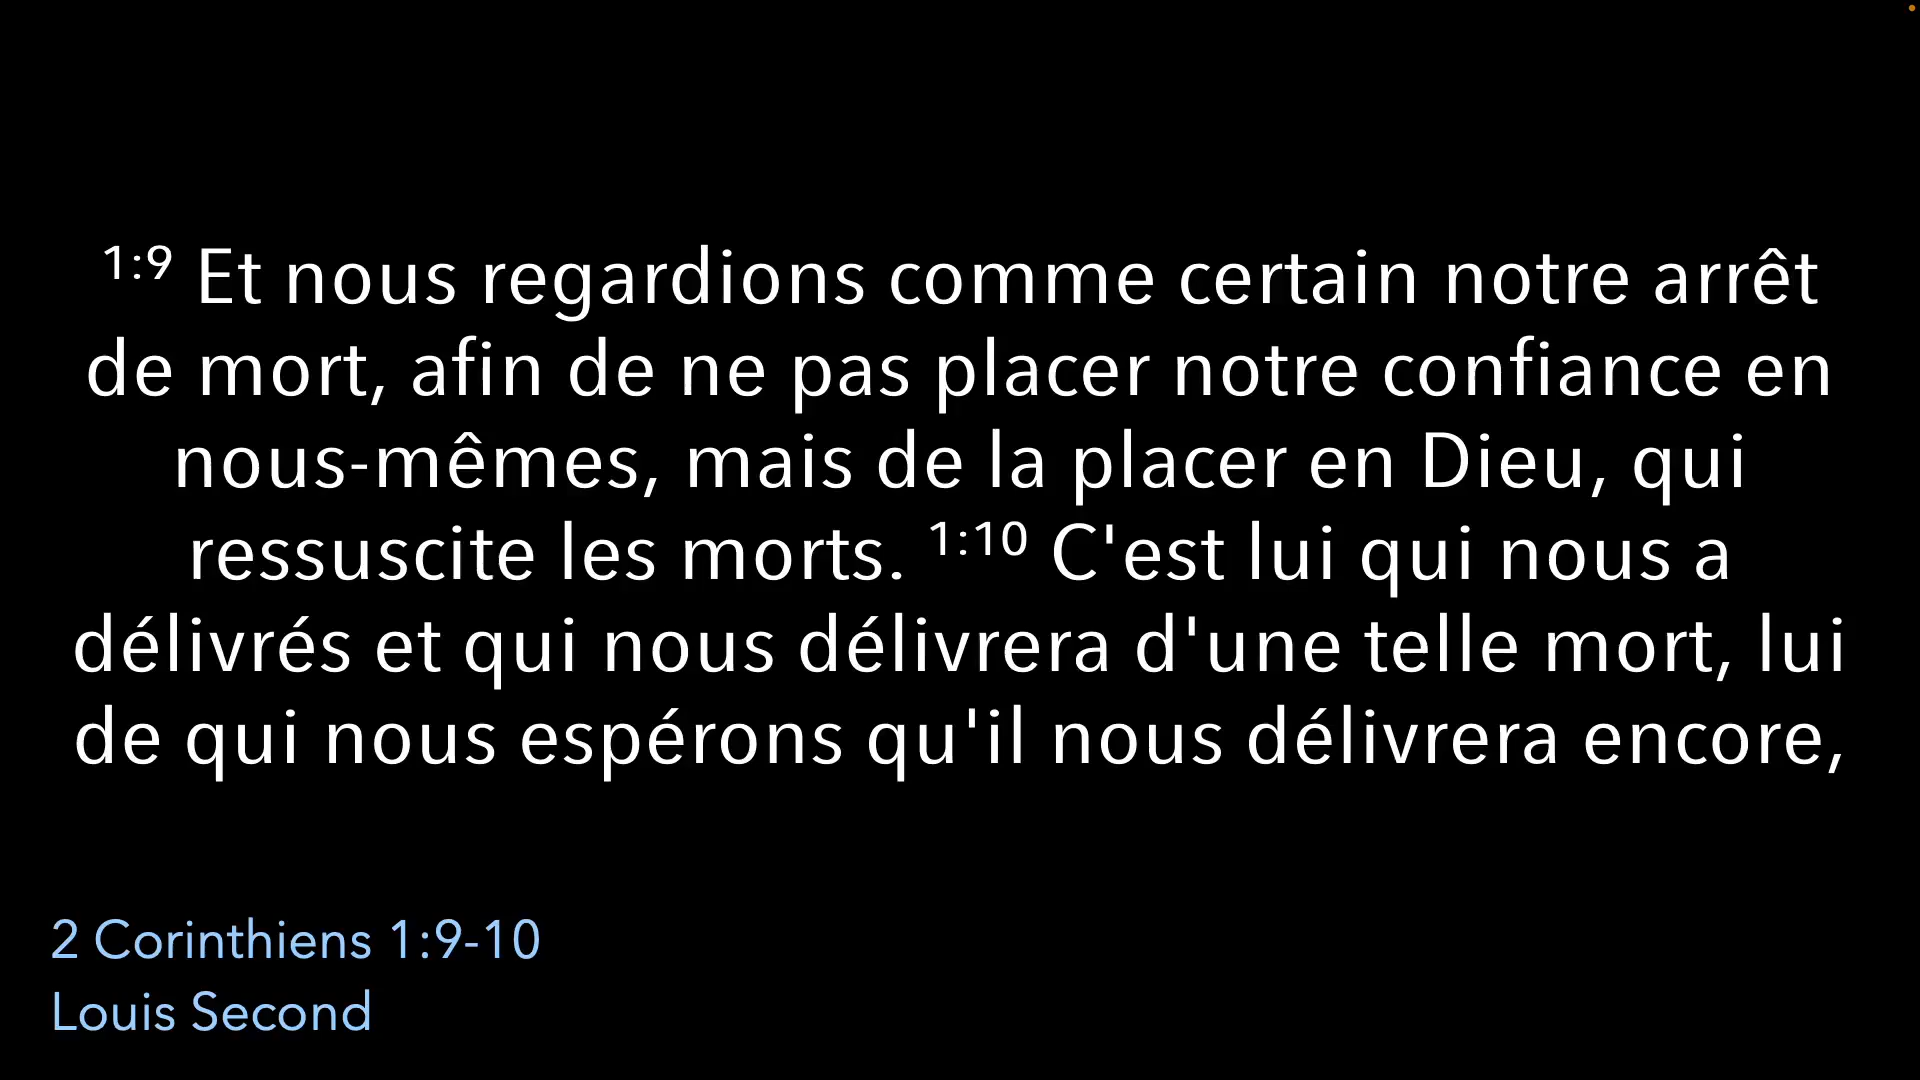 1:9 Et nous regardions comme certain notre arrêt
de mort, afin de ne pas placer notre confiance en
nous-mêmes, mais de la placer en Dieu, qui
ressuscite les morts. 1:10 C'est lui qui nous a
délivrés et qui nous délivrera d'une telle mort, lui
de qui nous espérons qu'il nous délivrera encore,
2 Corinthiens 1:9-10
Louis Second